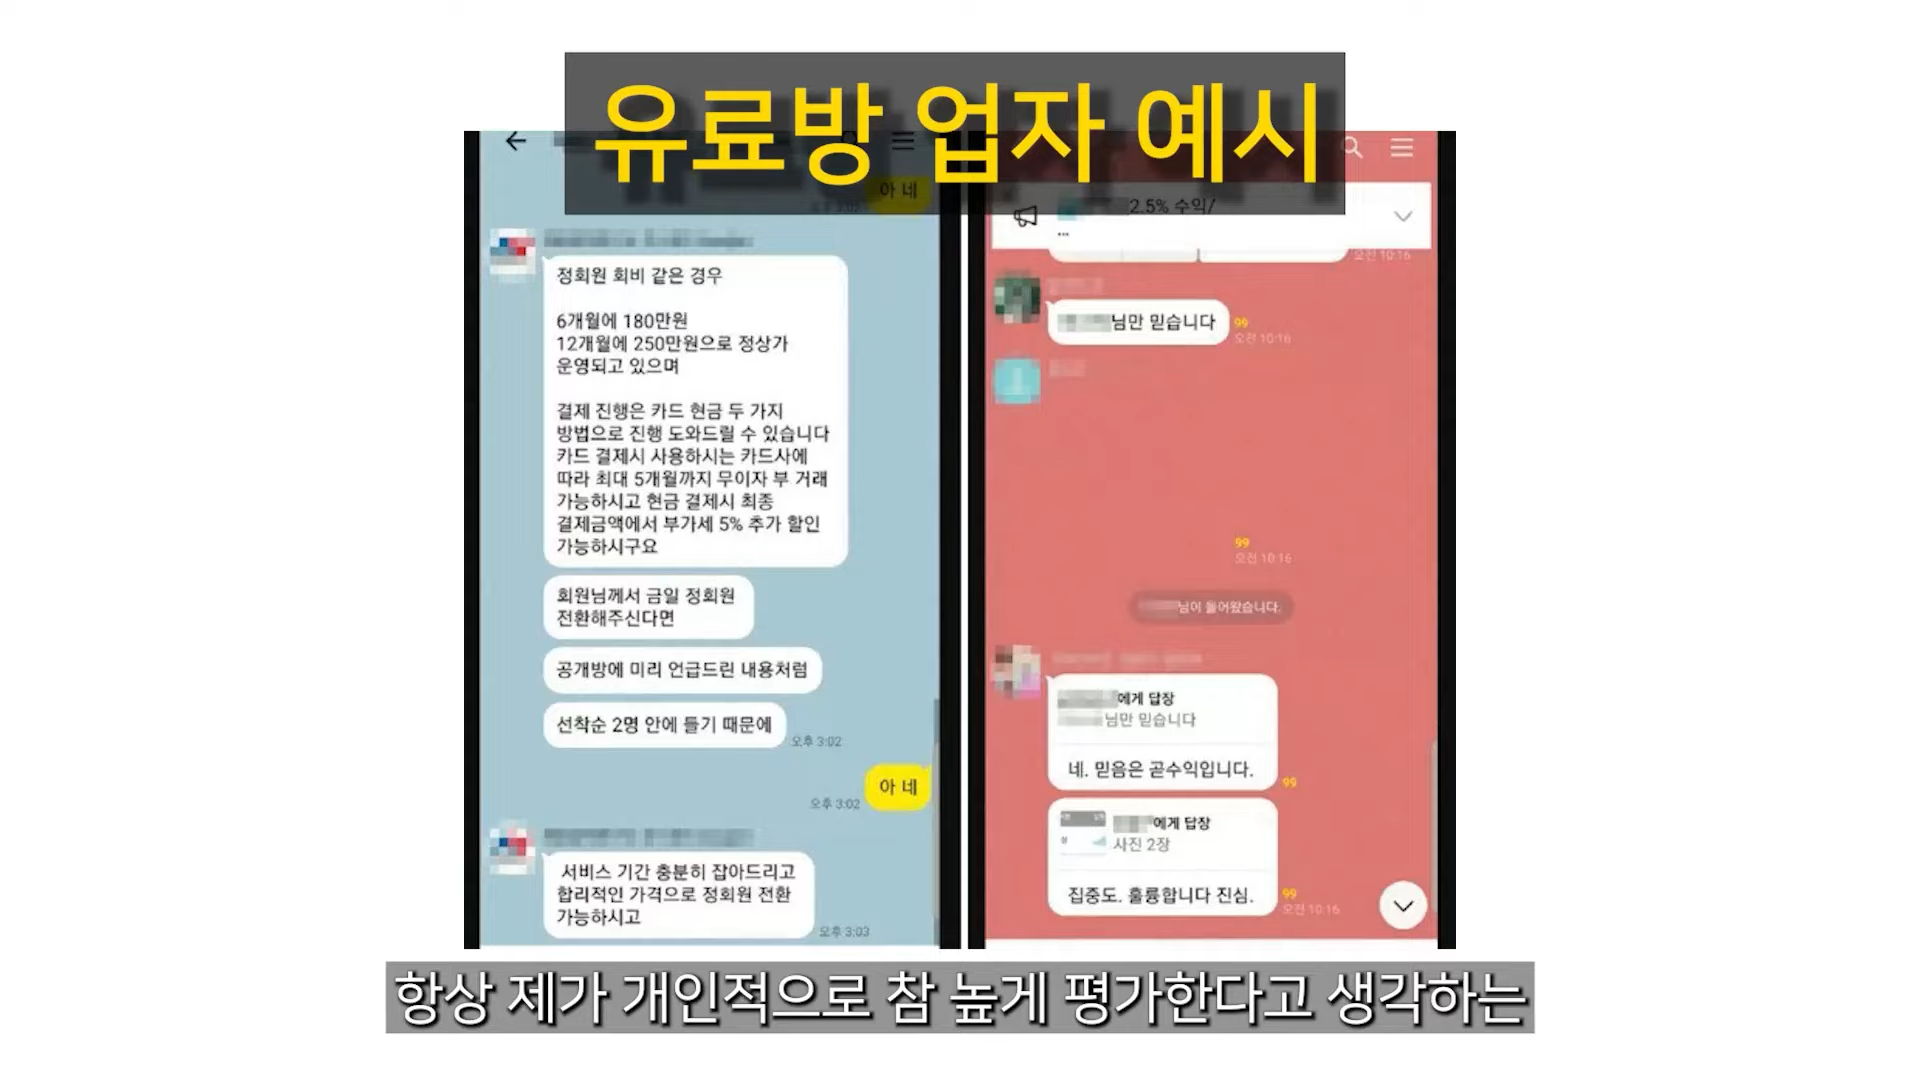 유료방 업자 예시
아 네
정회원 회비 같은 경우
6개월에 180만원
12개월에 250만원으로 정상가
운영되고 있으며
결제 진행은 카드 현금 두 가지
방법으로 진행 도와드릴 수 있습니다
카드 결제시 사용하시는 카드사에
따라 최대 5개월까지 무이자 부 거래
가능하시고 현금 결제시 최종
결제금액에서 부가세 5% 추가 할인
가능하시구요
회원님께서 금일 정회원
전환해주신다면
공개방에 미리 언급드린 내용처럼
선착순 2명 안에 들기 때문에
오후 3:02
아 네
오후 3:02
서비스 기간 충분히 잡아드리고
합리적인 가격으로 정회원 전환
가능하시고
오후 3:03
2.5% 수익/
...
오전 10:16
님만 믿습니다
99
오전 10:16
99
오전 10:16
님이 들어왔습니다.
에게 답장
님만 믿습니다
네. 믿음은 곧수익입니다.
99
에게 답장
사진 2장
집중도. 훌륭합니다 진심.
99
오전 10:16
항상 제가 개인적으로 참 높게 평가한다고 생각하는